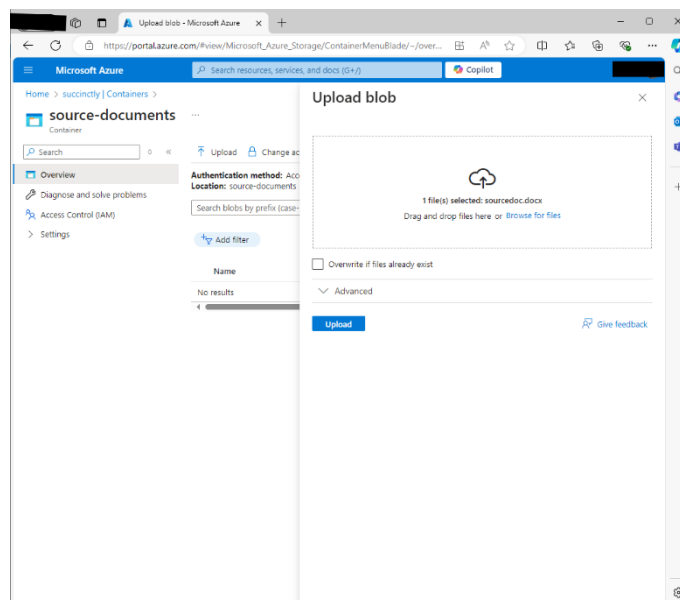 Upload blob - Microsoft Azure
https://portal.azure.com/#view/Microsoft_Azure_Storage/ContainerMenuBlade/~/over...
Microsoft Azure
Search resources, services, and docs (G+/)
Copilot
Home > succinctly | Containers >
source-documents
...
Container
Search
Overview
Diagnose and solve problems
Access Control (IAM)
Settings
Upload
Change ac
Authentication method: Acc
Location: source-documents
Search blobs by prefix (case-
Add filter
Name
No results
Upload blob
1 file(s) selected: sourcedoc.docx
Drag and drop files here or Browse for files
Overwrite if files already exist
Advanced
Upload
Give feedback